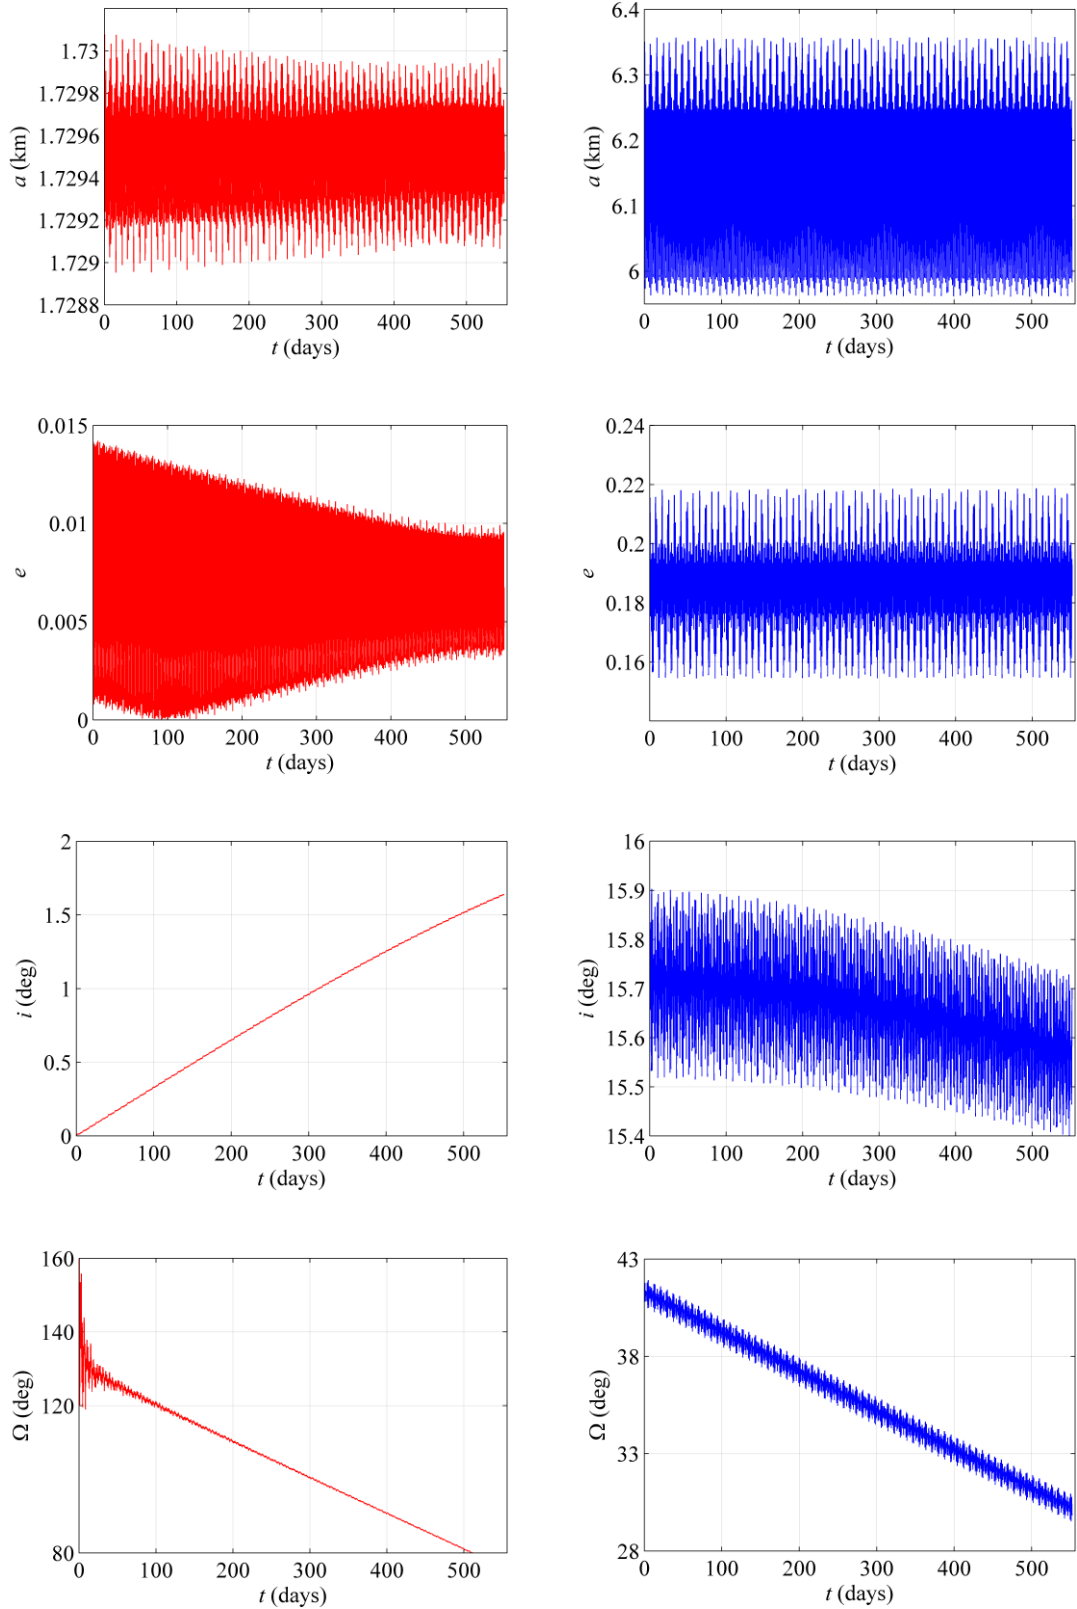 1.73
1.7298
1.7296
1.7294
1.7292
1.729
1.7288
a (km)
0 100 200 300 400 500
t (days)
6.4
6.3
6.2
6.1
6
a (km)
0 100 200 300 400 500
t (days)
0.015
0.01
0.005
0
e
0 100 200 300 400 500
t (days)
0.24
0.22
0.2
0.18
0.16
e
0 100 200 300 400 500
t (days)
2
1.5
1
0.5
0
i (deg)
0 100 200 300 400 500
t (days)
16
15.9
15.8
15.7
15.6
15.5
15.4
i (deg)
0 100 200 300 400 500
t (days)
160
140
120
80
Ω (deg)
0 100 200 300 400 500
t (days)
43
38
33
28
Ω (deg)
0 100 200 300 400 500
t (days)